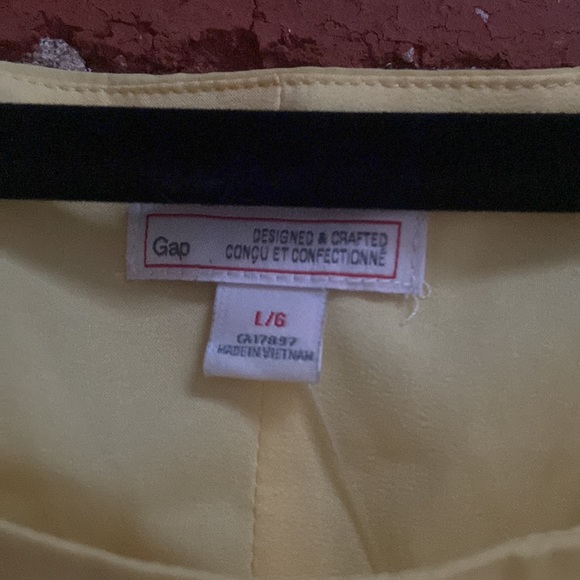 Gap
DESIGNED & CRAFTED
CONÇU ET CONFECTIONNÉ
L/G
CA17897
MADE IN VIETNAM